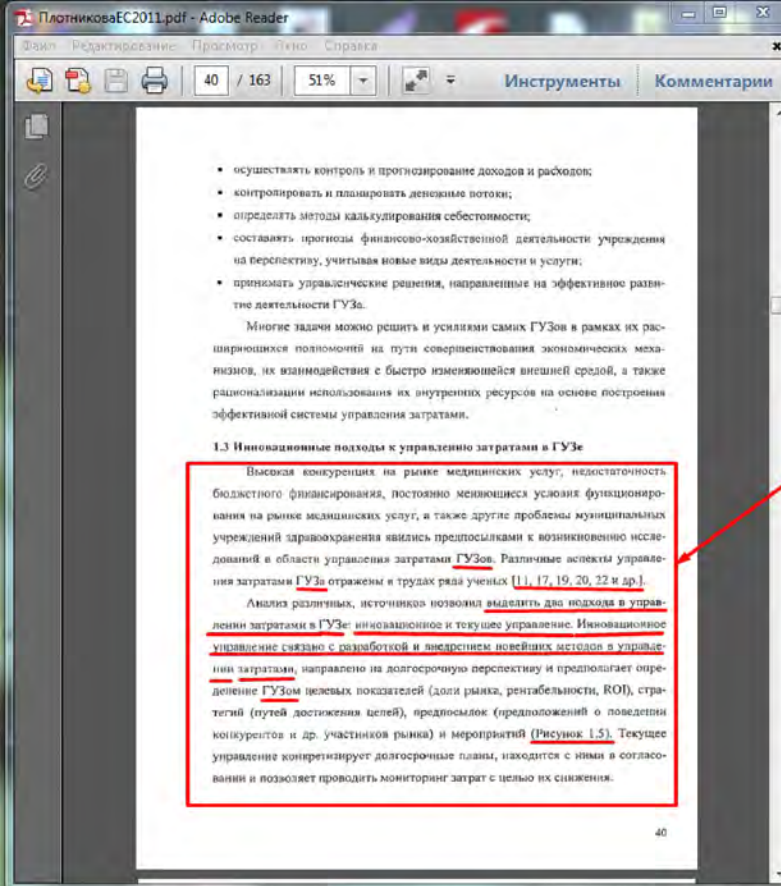 ПлотниковаЕС2011.pdf - Adobe Reader
Файл Редактирование Просмотр Окно Справка
40 / 163 51% Инструменты Комментарии
• осуществлять контроль и прогнозирование доходов и расходов;
• контролировать и планировать денежные потоки;
• определять методы калькулирования себестоимости;
• составлять прогнозы финансово-хозяйственной деятельности учреждения
на перспективу, учитывая новые виды деятельности и услуги;
• принимать управленческие решения, направленные на эффективное разви-
тие деятельности ГУЗа.
Многие задачи можно решить и усилиями самих ГУЗов в рамках их рас-
ширяющихся полномочий на пути совершенствования экономических меха-
низмов, их взаимодействия с быстро изменяющейся внешней средой, а также
рационализации использования их внутренних ресурсов на основе построения
эффективной системы управления затратами.
1.3 Инновационные подходы к управлению затратами в ГУЗе
Высокая конкуренция на рынке медицинских услуг, недостаточность
бюджетного финансирования, постоянно меняющиеся условия функциониро-
вания на рынке медицинских услуг, а также другие проблемы муниципальных
учреждений здравоохранения явились предпосылками к возникновению иссле-
дований в области управления затратами ГУЗов. Различные аспекты управле-
ния затратами ГУЗа отражены в трудах ряда ученых [11, 17, 19, 20, 22 и др.].
Анализ различных, источников позволил выделить два подхода в управ-
лении затратами в ГУЗе: инновационное и текущее управление. Инновационное
управление связано с разработкой и внедрением новейших методов в управле-
нии затратами, направлено на долгосрочную перспективу и предполагает опре-
деление ГУЗом целевых показателей (доли рынка, рентабельности, ROI), стра-
тегий (путей достижения целей), предпосылок (предположений о поведении
конкурентов и др. участников рынка) и мероприятий (Рисунок 1.5). Текущее
управление конкретизирует долгосрочные планы, находится с ними в согласо-
вании и позволяет проводить мониторинг затрат с целью их снижения.
40